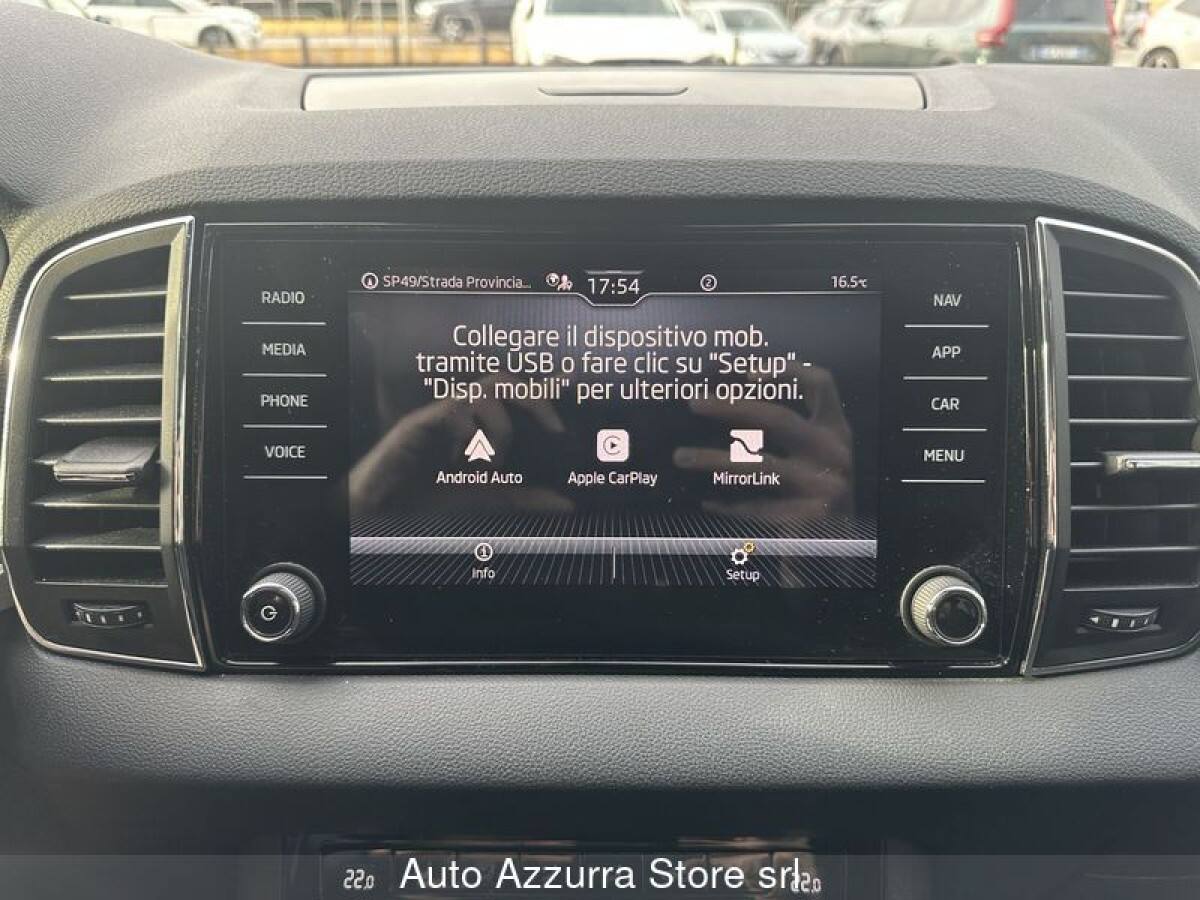 SP49/Strada Provincia...
17:54
2
16.5°C
RADIO
MEDIA
PHONE
VOICE
NAV
APP
CAR
MENU
Collegare il dispositivo mob.
tramite USB o fare clic su "Setup" -
"Disp. mobili" per ulteriori opzioni.
Android Auto
Apple CarPlay
MirrorLink
Info
Setup
22.0
Auto Azzurra Store srl
22.0